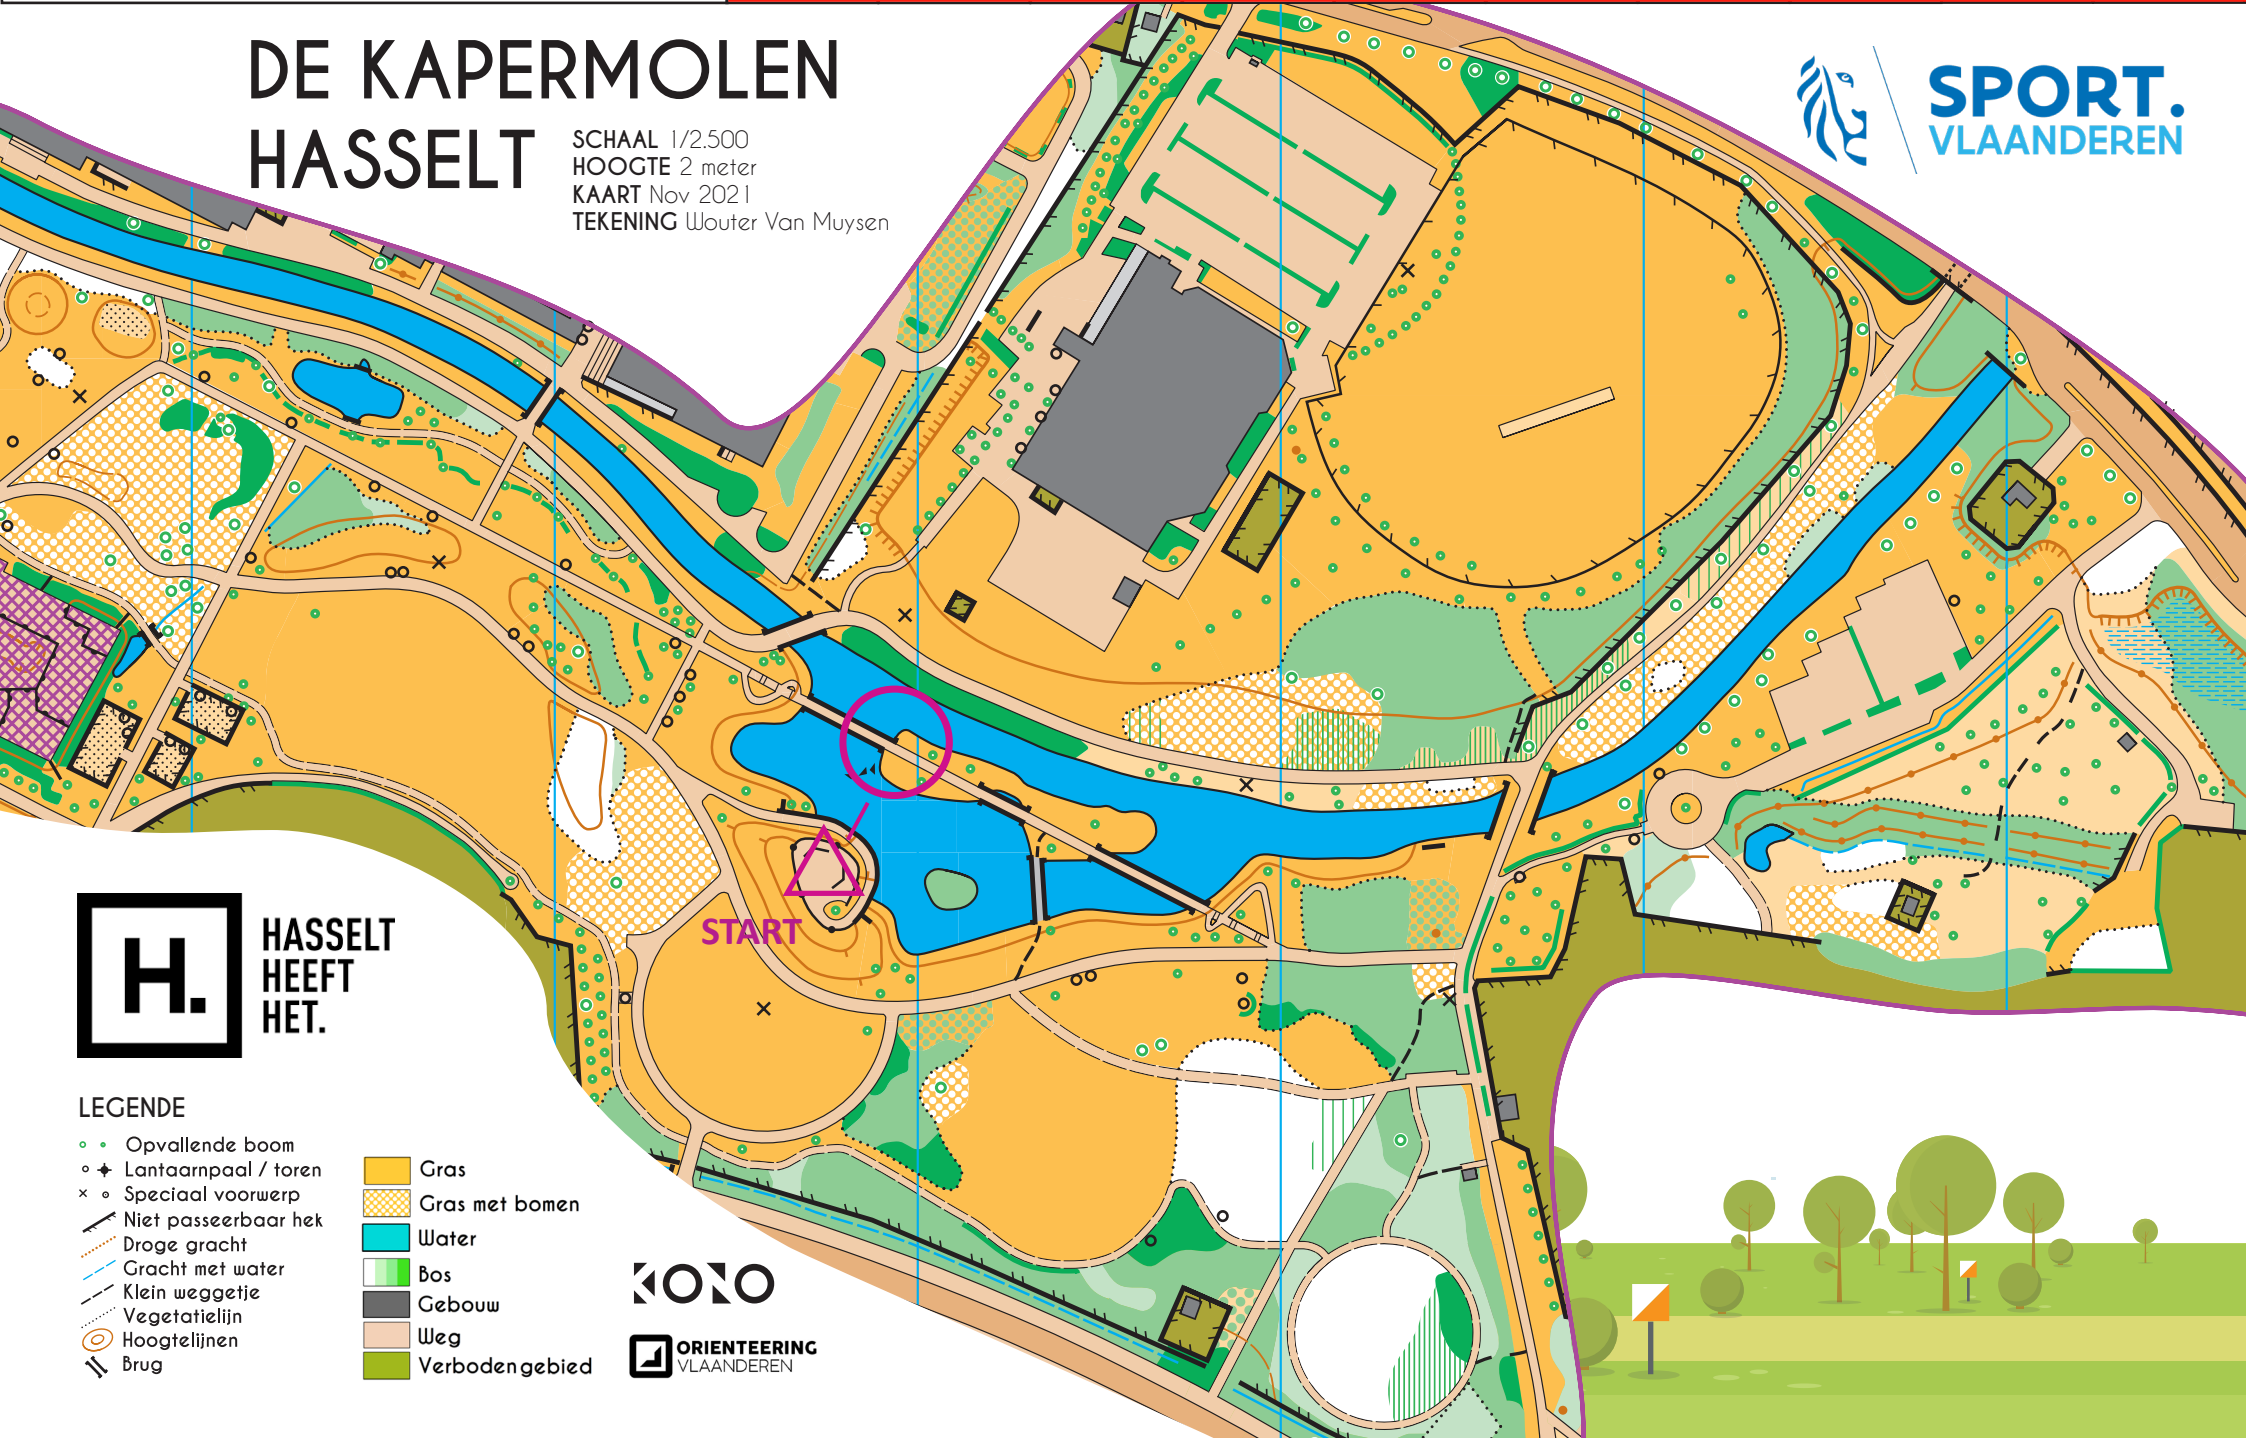 DE KAPERMOLEN
HASSELT
SCHAAL 1/2.500
HOOGTE 2 meter
KAART Nov 2021
TEKENING Wouter Van Muysen
SPORT.
VLAANDEREN
START
H.
HASSELT
HEEFT
HET.
LEGENDE
Opvallende boom
Lantaarnpaal / toren
Speciaal voorwerp
Niet passeerbaar hek
Droge gracht
Gracht met water
Klein weggetje
Vegetatielijn
Hoogtelijnen
Brug
Gras
Gras met bomen
Water
Bos
Gebouw
Weg
Verboden gebied
KOKO
ORIENTEERING
VLAANDEREN